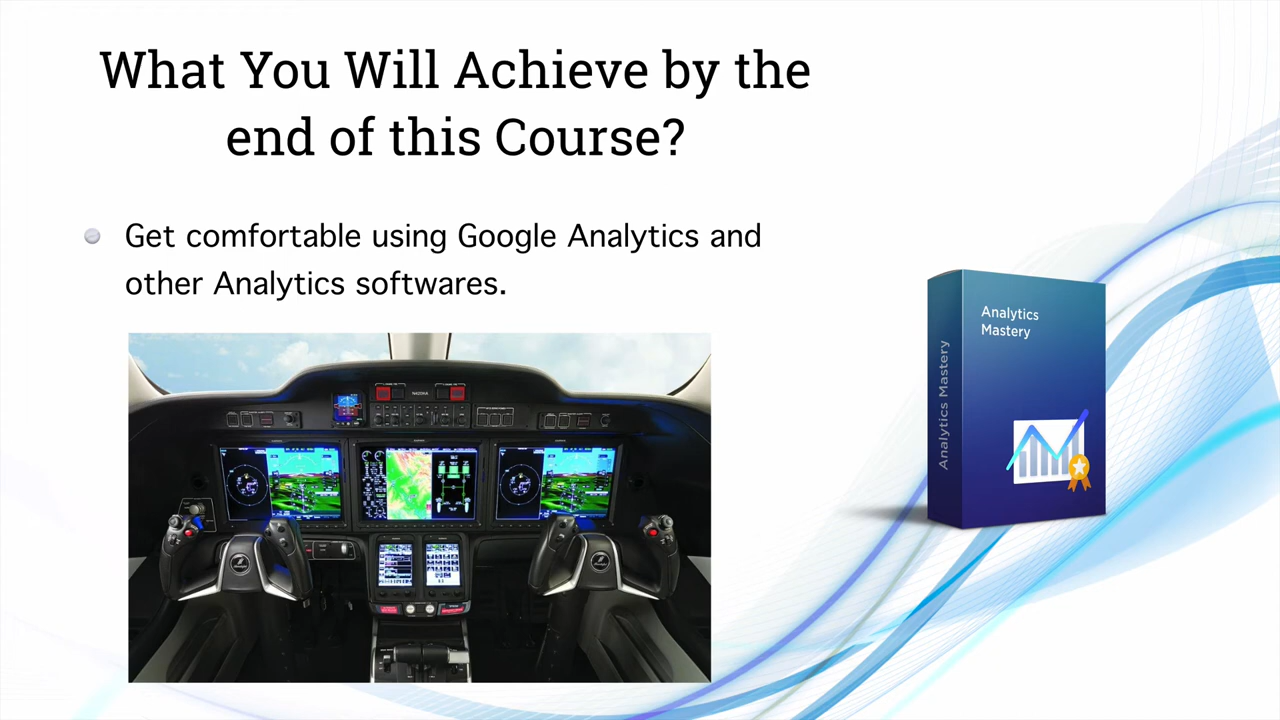 What You Will Achieve by the
end of this Course?
Get comfortable using Google Analytics and
other Analytics softwares.
Analytics
Mastery
Analytics Mastery